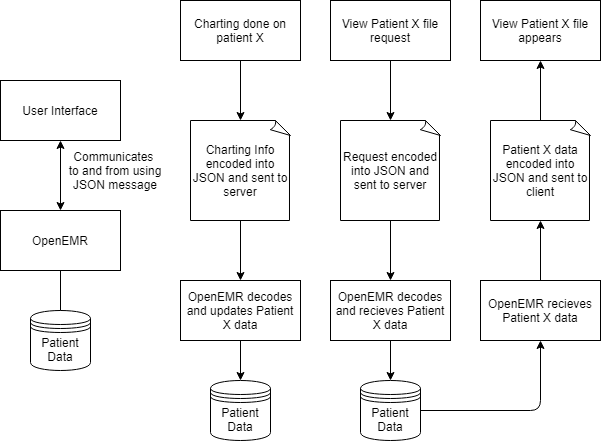 User Interface
Communicates
to and from using
JSON message
OpenEMR
Patient
Data
Charting done on
patient X
Charting Info
encoded into
JSON and sent to
server
OpenEMR decodes
and updates Patient
X data
Patient
Data
View Patient X file
request
Request encoded
into JSON and
sent to server
OpenEMR decodes
and recieves Patient
X data
Patient
Data
View Patient X file
appears
Patient X data
encoded into
JSON and sent to
client
OpenEMR recieves
Patient X data